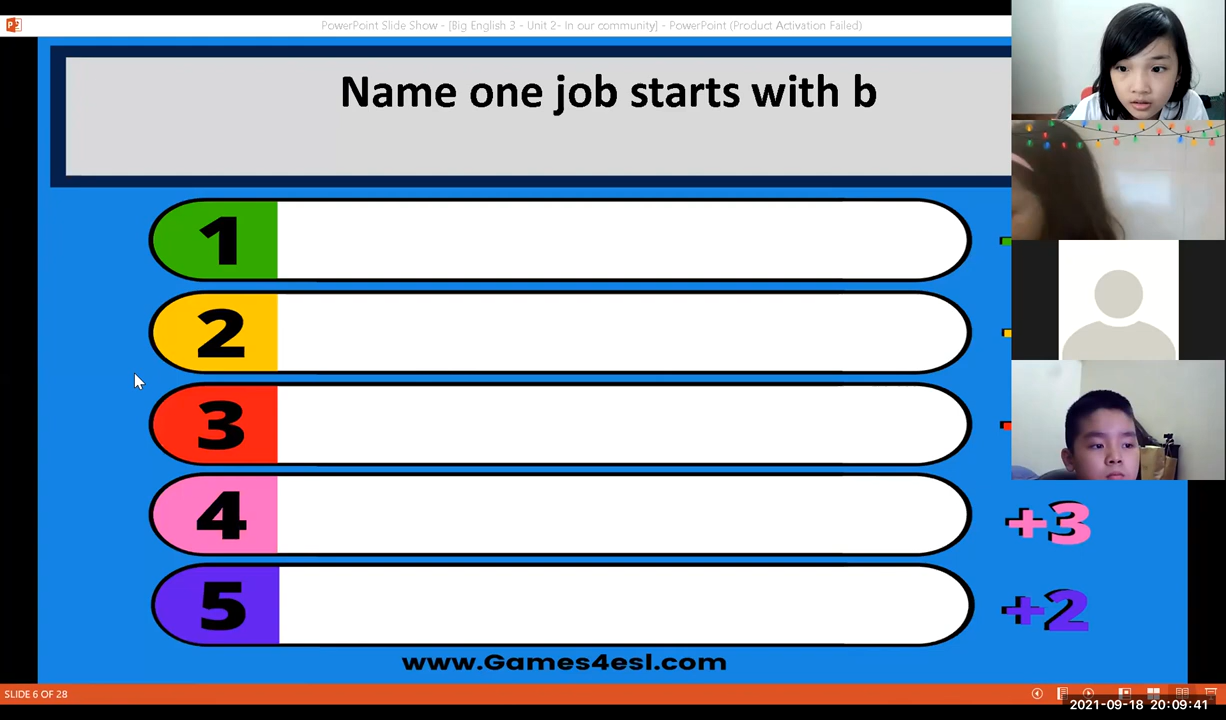 PowerPoint Slide Show - [Big English 3 - Unit 2- In our community] - PowerPoint (Product Activation Failed)
Name one job starts with b
1
2
3
4
+3
5
+2
www.Games4esl.com
SLIDE 6 OF 28
2021-09-18 20:09:41